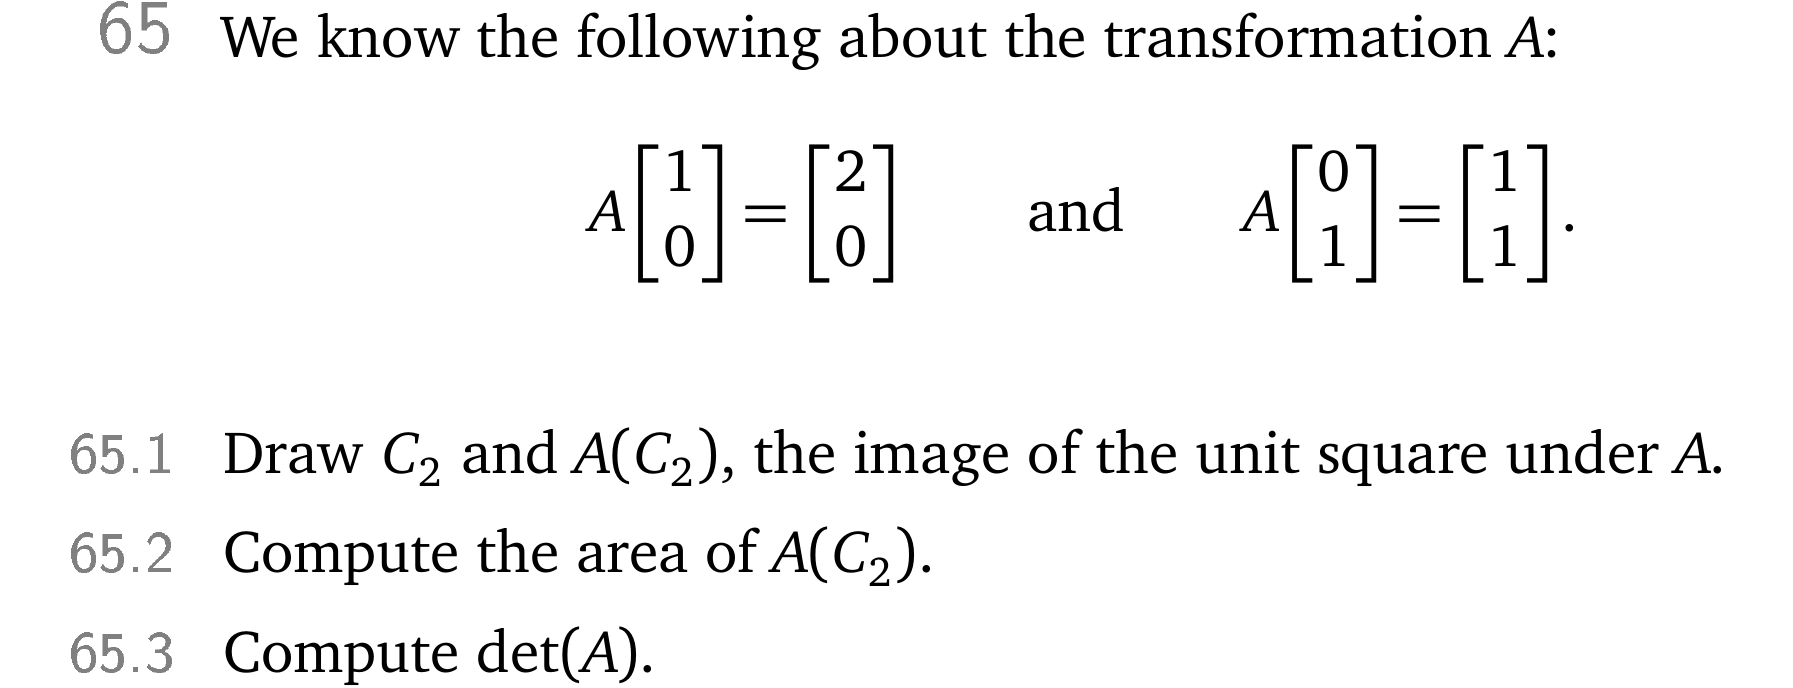 65 We know the following about the transformation A:
A[1 0] = [2 0] and A[0 1] = [1 1].
65.1 Draw C₂ and A(C₂), the image of the unit square under A.
65.2 Compute the area of A(C₂).
65.3 Compute det(A).